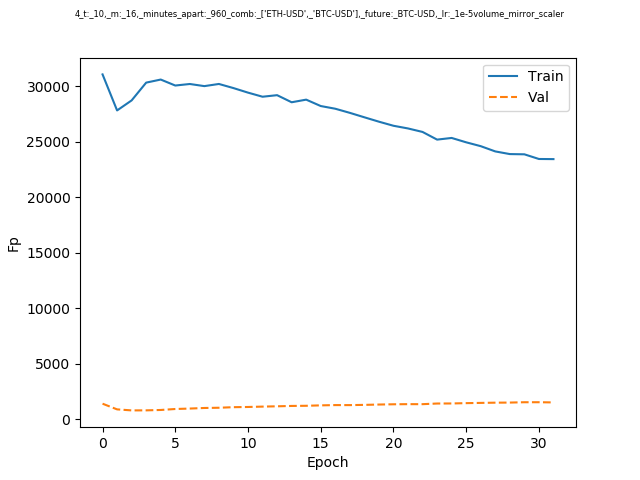 4_t:_10,_m:_16,_minutes_apart:_960_comb:_['ETH-USD',_'BTC-USD'],_future:_BTC-USD,_lr:_1e-5volume_mirror_scaler
30000
25000
20000
15000
10000
5000
0
Fp
Train
Val
0 5 10 15 20 25 30
Epoch